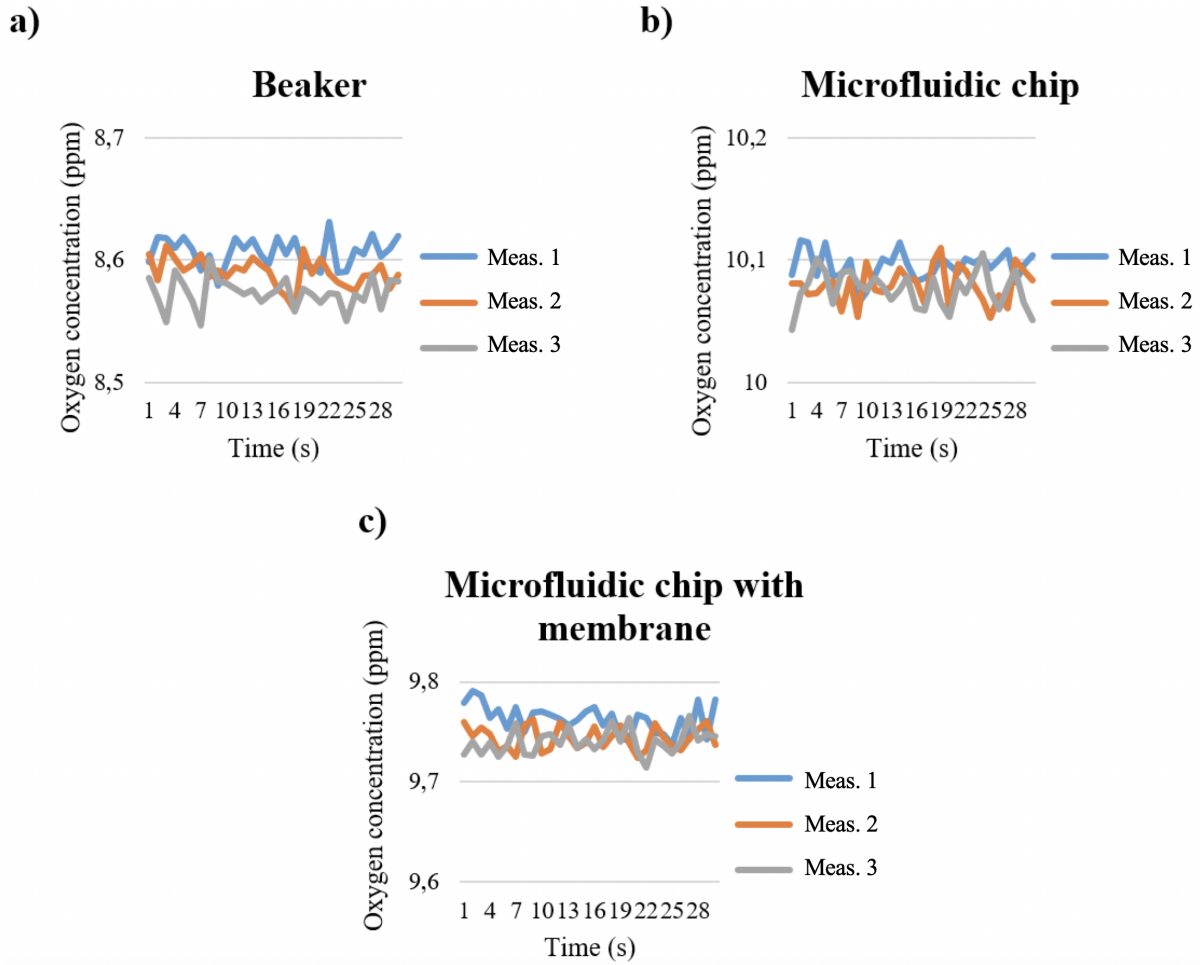 a)
Beaker
Oxygen concentration (ppm)
8,7
8,6
8,5
1 4 7 10 13 16 19 22 25 28
Time (s)
Meas. 1
Meas. 2
Meas. 3
b)
Microfluidic chip
Oxygen concentration (ppm)
10,2
10,1
10
1 4 7 10 13 16 19 22 25 28
Time (s)
Meas. 1
Meas. 2
Meas. 3
c)
Microfluidic chip with
membrane
Oxygen concentration (ppm)
9,8
9,7
9,6
1 4 7 10 13 16 19 22 25 28
Time (s)
Meas. 1
Meas. 2
Meas. 3